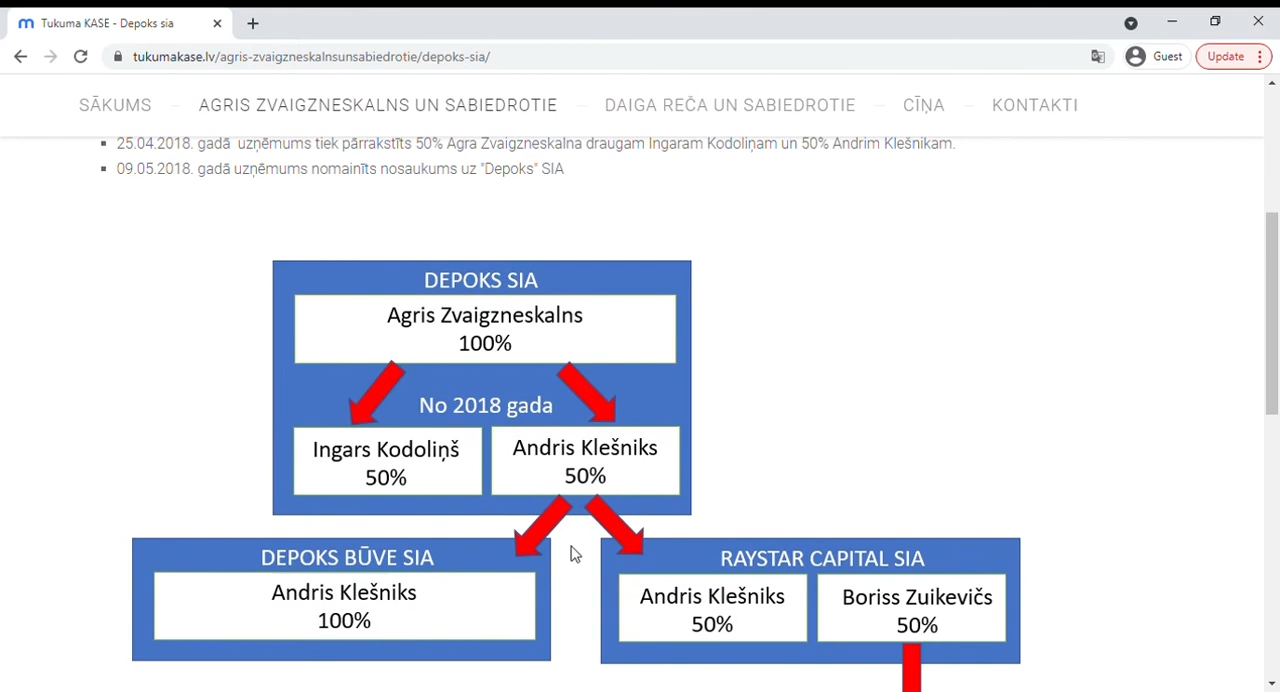 Tukuma KASE - Depoks sia
tukumakase.lv/agris-zvaigzneskalnsunsabiedrotie/depoks-sia/
Guest
Update
SĀKUMS
AGRIS ZVAIGZNESKALNS UN SABIEDROTIE
DAIGA REČA UN SABIEDROTIE
CĪŅA
KONTAKTI
25.04.2018. gadā uzņēmums tiek pārrakstīts 50% Agra Zvaigzneskalna draugam Ingaram Kodoliņam un 50% Andrim Klešnikam.
09.05.2018. gadā uzņēmums nomainīts nosaukums uz "Depoks" SIA
DEPOKS SIA
Agris Zvaigzneskalns
100%
No 2018 gada
Ingars Kodoliņš
50%
Andris Klešniks
50%
DEPOKS BŪVE SIA
Andris Klešniks
100%
RAYSTAR CAPITAL SIA
Andris Klešniks
50%
Boriss Zuikevičs
50%